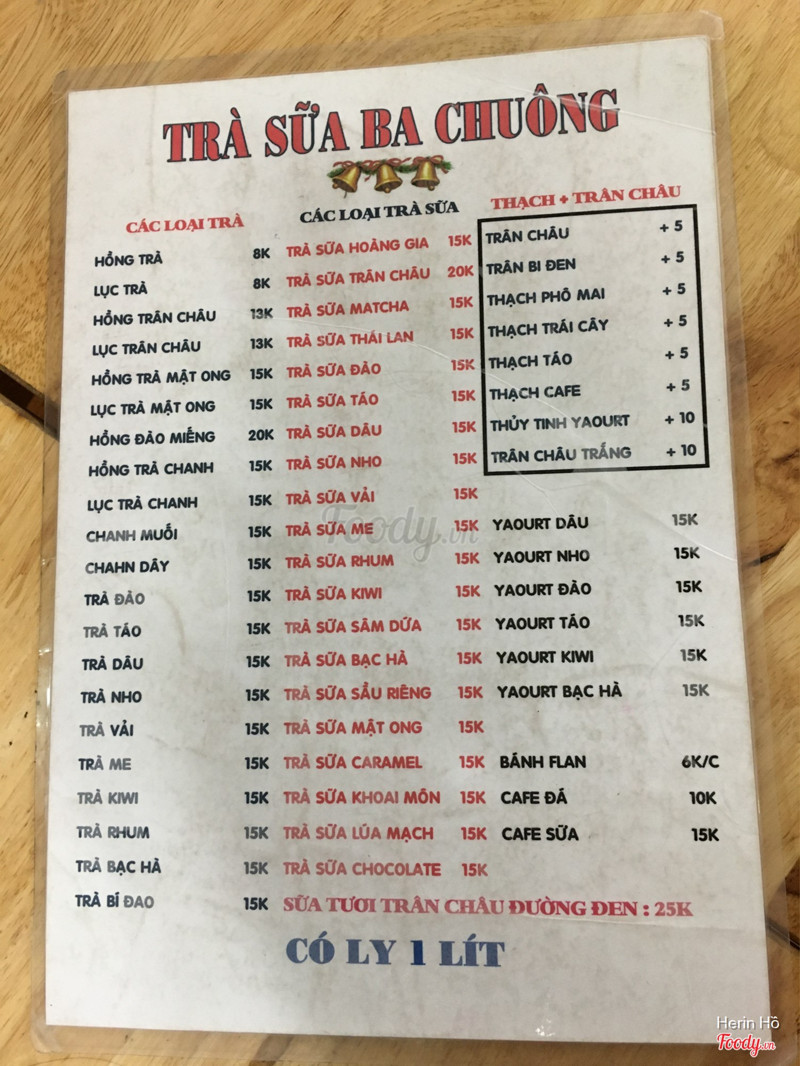 TRÀ SỮA BA CHUÔNG
CÁC LOẠI TRÀ
HỒNG TRÀ 8K
LỤC TRÀ 8K
HỒNG TRÂN CHÂU 13K
LỤC TRÂN CHÂU 13K
HỒNG TRÀ MẬT ONG 15K
LỤC TRÀ MẬT ONG 15K
HỒNG ĐÀO MIẾNG 20K
HỒNG TRÀ CHANH 15K
LỤC TRÀ CHANH 15K
CHANH MUỐI 15K
CHAHN DÂY 15K
TRÀ ĐÀO 15K
TRÀ TÁO 15K
TRÀ DÂU 15K
TRÀ NHO 15K
TRÀ VẢI 15K
TRÀ ME 15K
TRÀ KIWI 15K
TRÀ RHUM 15K
TRÀ BẠC HÀ 15K
TRÀ BÍ ĐAO 15K
CÁC LOẠI TRÀ SỮA
TRÀ SỮA HOÀNG GIA 15K
TRÀ SỮA TRÂN CHÂU 20K
TRÀ SỮA MATCHA 15K
TRÀ SỮA THÁI LAN 15K
TRÀ SỮA ĐÀO 15K
TRÀ SỮA TÁO 15K
TRÀ SỮA DÂU 15K
TRÀ SỮA NHO 15K
TRÀ SỮA VẢI 15K
TRÀ SỮA ME 15K
TRÀ SỮA RHUM 15K
TRÀ SỮA KIWI 15K
TRÀ SỮA SÂM DỨA 15K
TRÀ SỮA BẠC HÀ 15K
TRÀ SỮA SẦU RIÊNG 15K
TRÀ SỮA MẬT ONG 15K
TRÀ SỮA CARAMEL 15K
TRÀ SỮA KHOAI MÔN 15K
TRÀ SỮA LÚA MẠCH 15K
TRÀ SỮA CHOCOLATE 15K
THẠCH + TRÂN CHÂU
TRÂN CHÂU + 5
TRÂN BI ĐEN + 5
THẠCH PHÔ MAI + 5
THẠCH TRÁI CÂY + 5
THẠCH TÁO + 5
THẠCH CAFE + 5
THỦY TINH YAOURT + 10
TRÂN CHÂU TRẮNG + 10
YAOURT DÂU 15K
YAOURT NHO 15K
YAOURT ĐÀO 15K
YAOURT TÁO 15K
YAOURT KIWI 15K
YAOURT BẠC HÀ 15K
BÁNH FLAN 6K/C
CAFE ĐÁ 10K
CAFE SỮA 15K
SỮA TƯƠI TRÂN CHÂU ĐƯỜNG ĐEN : 25K
CÓ LY 1 LÍT
Foody.vn
Herin Hồ
Foody.vn